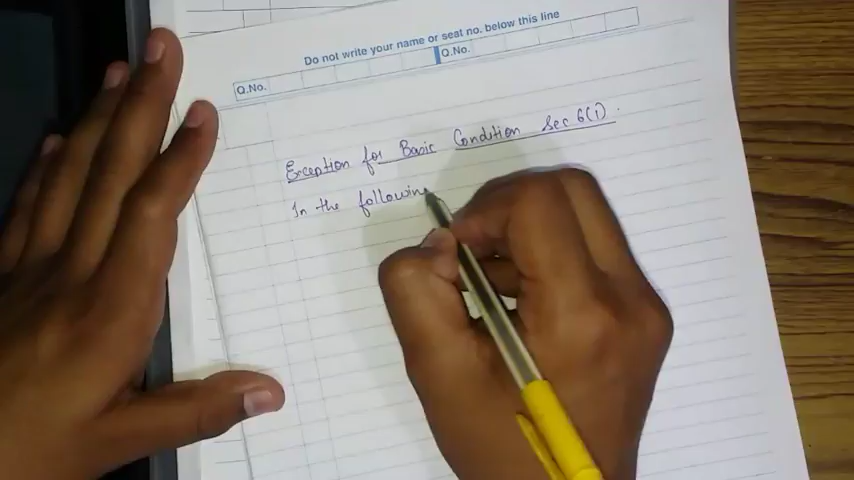 Do not write your name or seat no. below this line
Q.No. Q.No.
Exception for Basic Condition Sec 6(1).
In the following